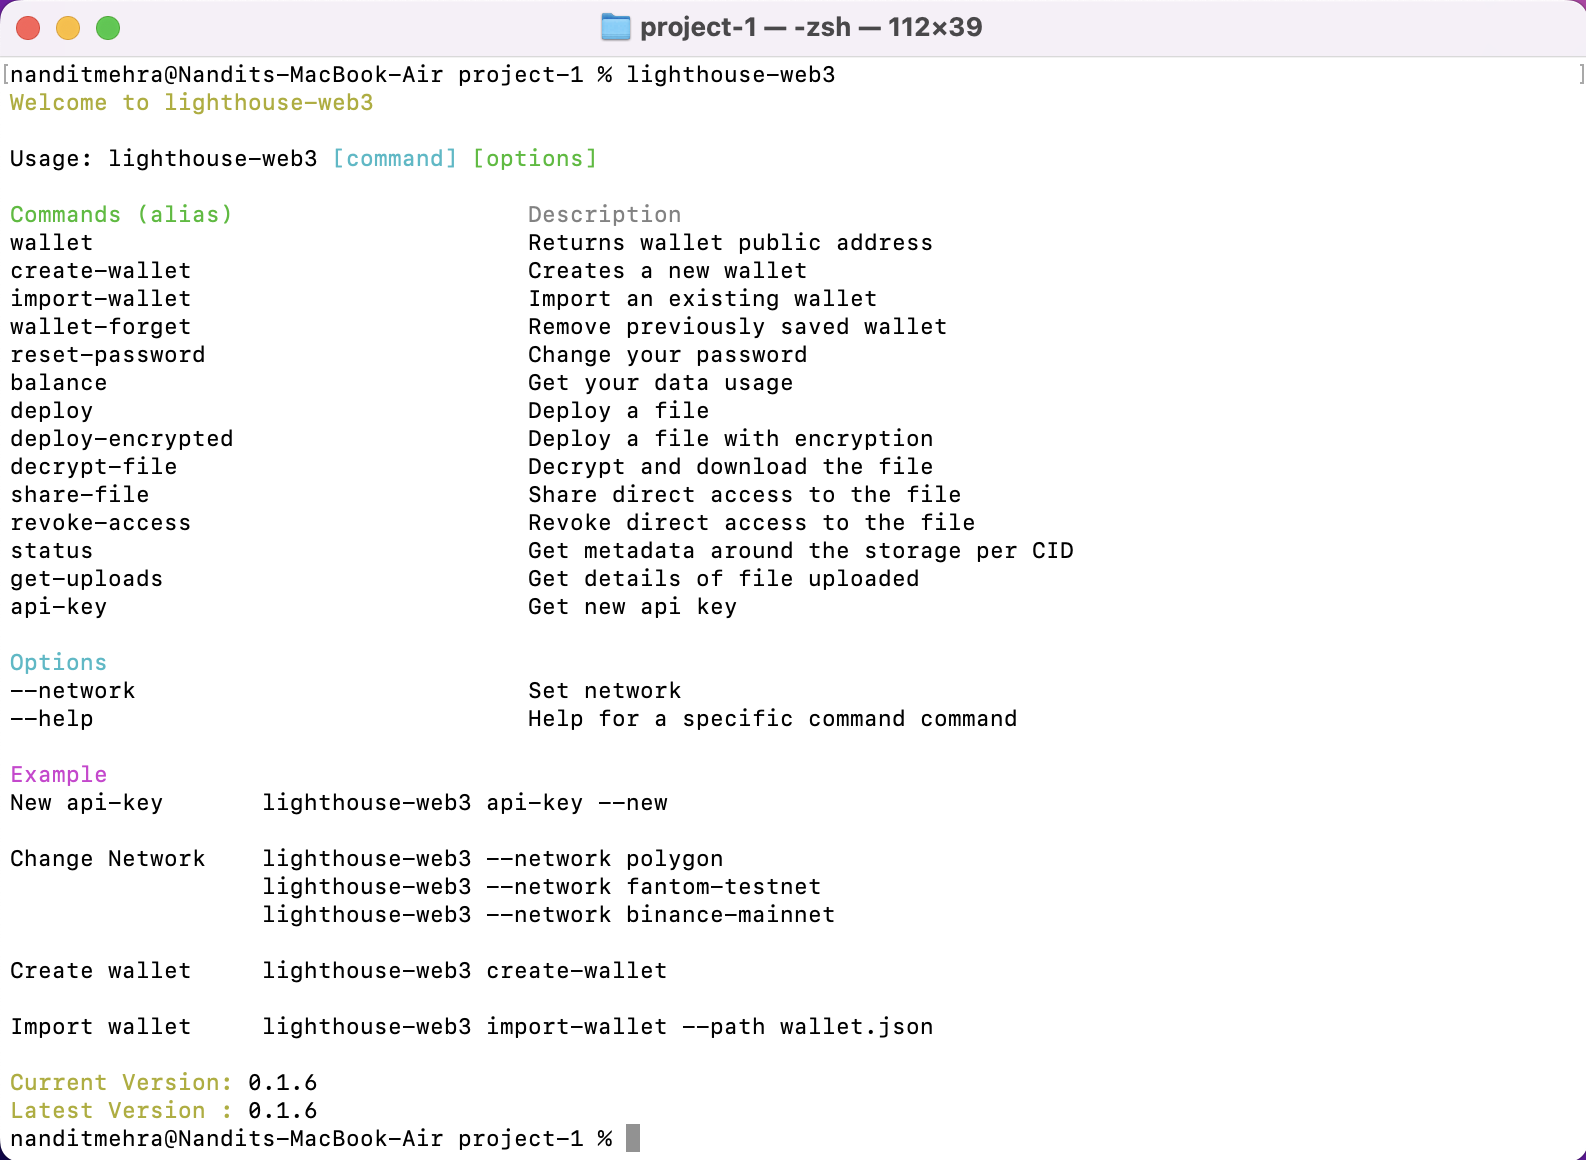 project-1 — -zsh — 112×39
[nanditmehra@Nandits-MacBook-Air project-1 % lighthouse-web3 ]
Welcome to lighthouse-web3
Usage: lighthouse-web3 [command] [options]
Commands (alias) Description
wallet Returns wallet public address
create-wallet Creates a new wallet
import-wallet Import an existing wallet
wallet-forget Remove previously saved wallet
reset-password Change your password
balance Get your data usage
deploy Deploy a file
deploy-encrypted Deploy a file with encryption
decrypt-file Decrypt and download the file
share-file Share direct access to the file
revoke-access Revoke direct access to the file
status Get metadata around the storage per CID
get-uploads Get details of file uploaded
api-key Get new api key
Options
--network Set network
--help Help for a specific command command
Example
New api-key lighthouse-web3 api-key --new
Change Network lighthouse-web3 --network polygon
lighthouse-web3 --network fantom-testnet
lighthouse-web3 --network binance-mainnet
Create wallet lighthouse-web3 create-wallet
Import wallet lighthouse-web3 import-wallet --path wallet.json
Current Version: 0.1.6
Latest Version : 0.1.6
nanditmehra@Nandits-MacBook-Air project-1 %